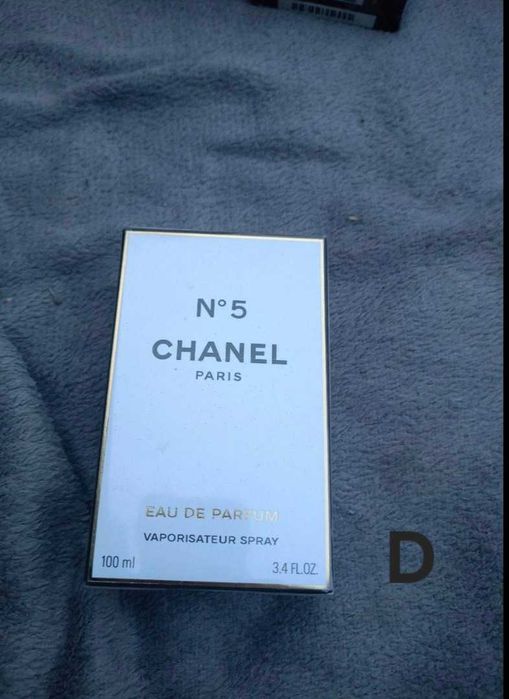 N°5
CHANEL
PARIS
EAU DE PARFUM
VAPORISATEUR SPRAY
100 ml
3.4 FL.OZ.
D